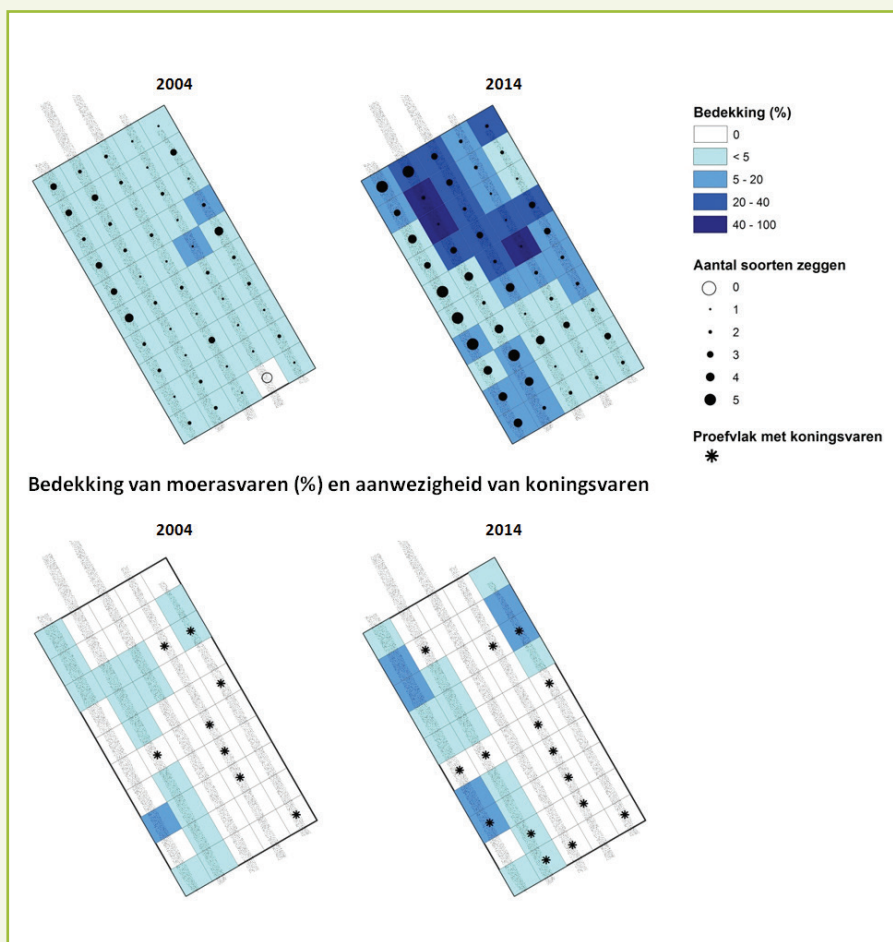 2004
2014
Bedekking (%)
0
< 5
5 - 20
20 - 40
40 - 100
Aantal soorten zeggen
0
1
2
3
4
5
Proefvlak met koningsvaren
Bedekking van moerasvaren (%) en aanwezigheid van koningsvaren
2004
2014